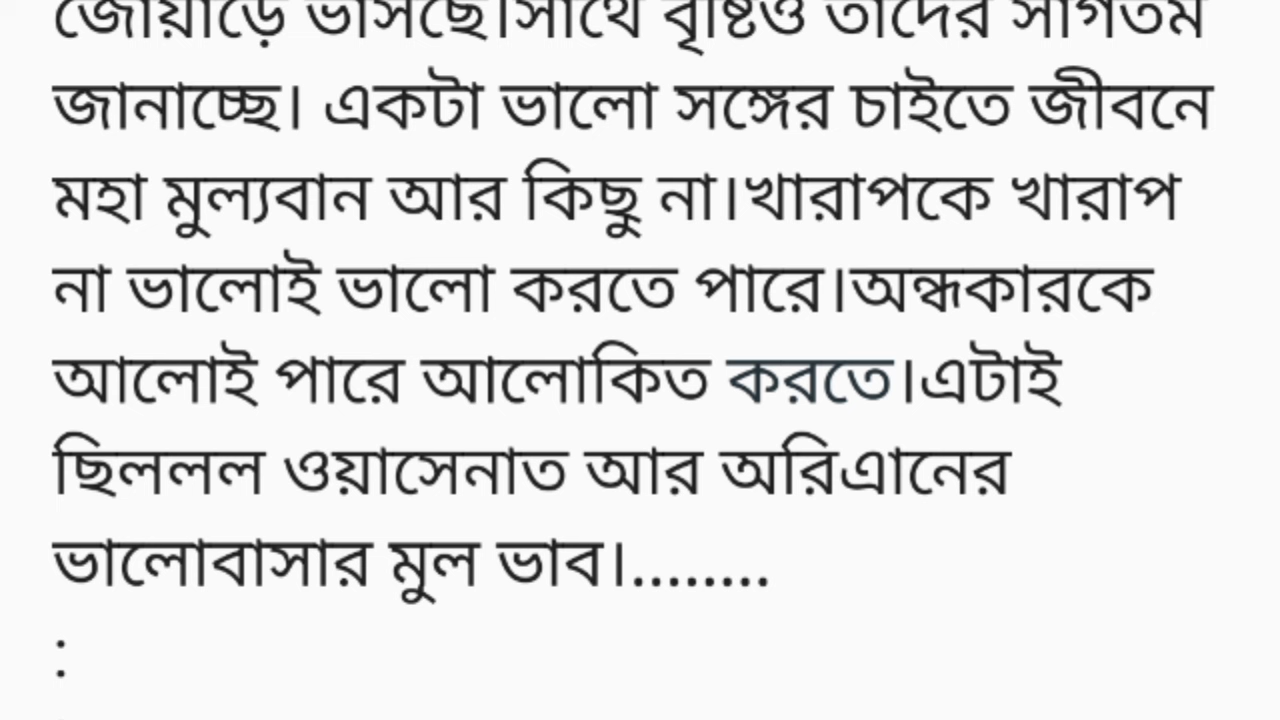 জোয়াড়ে ভাসছে।সাথে বৃষ্টিও তাদের সাগতম
জানাচ্ছে। একটা ভালো সঙ্গের চাইতে জীবনে
মহা মুল্যবান আর কিছু না।খারাপকে খারাপ
না ভালোই ভালো করতে পারে।অন্ধকারকে
আলোই পারে আলোকিত করতে।এটাই
ছিললল ওয়াসেনাত আর অরিএানের
ভালোবাসার মুল ভাব।........
: